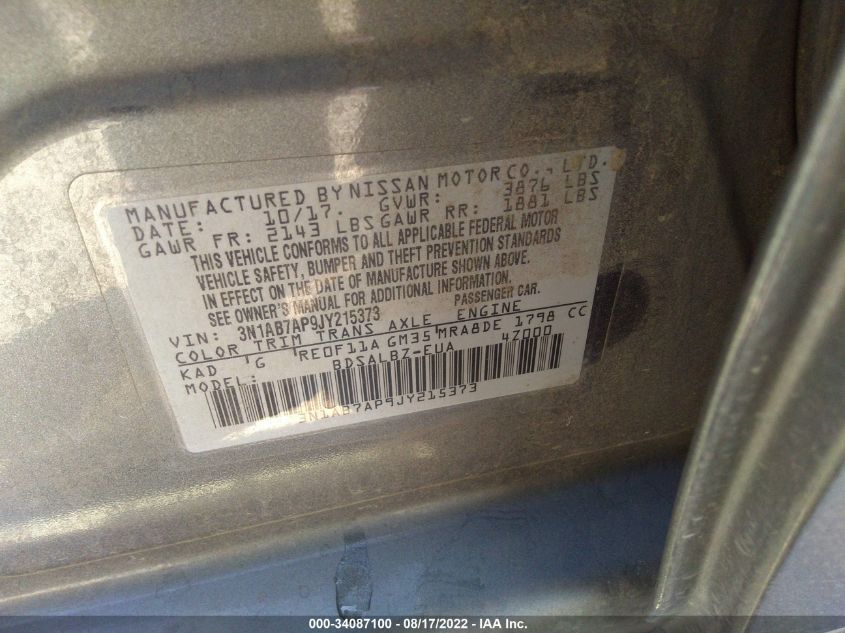 MANUFACTURED BY NISSAN MOTOR CO., LTD.
DATE: 10/17. GVWR: 3876 LBS
GAWR FR: 2143 LBS GAWR RR: 1881 LBS
THIS VEHICLE CONFORMS TO ALL APPLICABLE FEDERAL MOTOR
VEHICLE SAFETY, BUMPER AND THEFT PREVENTION STANDARDS
IN EFFECT ON THE DATE OF MANUFACTURE SHOWN ABOVE.
SEE OWNER'S MANUAL FOR ADDITIONAL INFORMATION.
VIN: 3N1AB7AP9JY215373 PASSENGER CAR.
COLOR TRIM TRANS AXLE ENGINE
KAD 'G 'RE0F11A GM35 MRA8DE 1798 CC
MODEL: BDSALBZ-EUA 4Z000
3N1AB7AP9JY215373
000-34087100 - 08/17/2022 - IAA Inc.